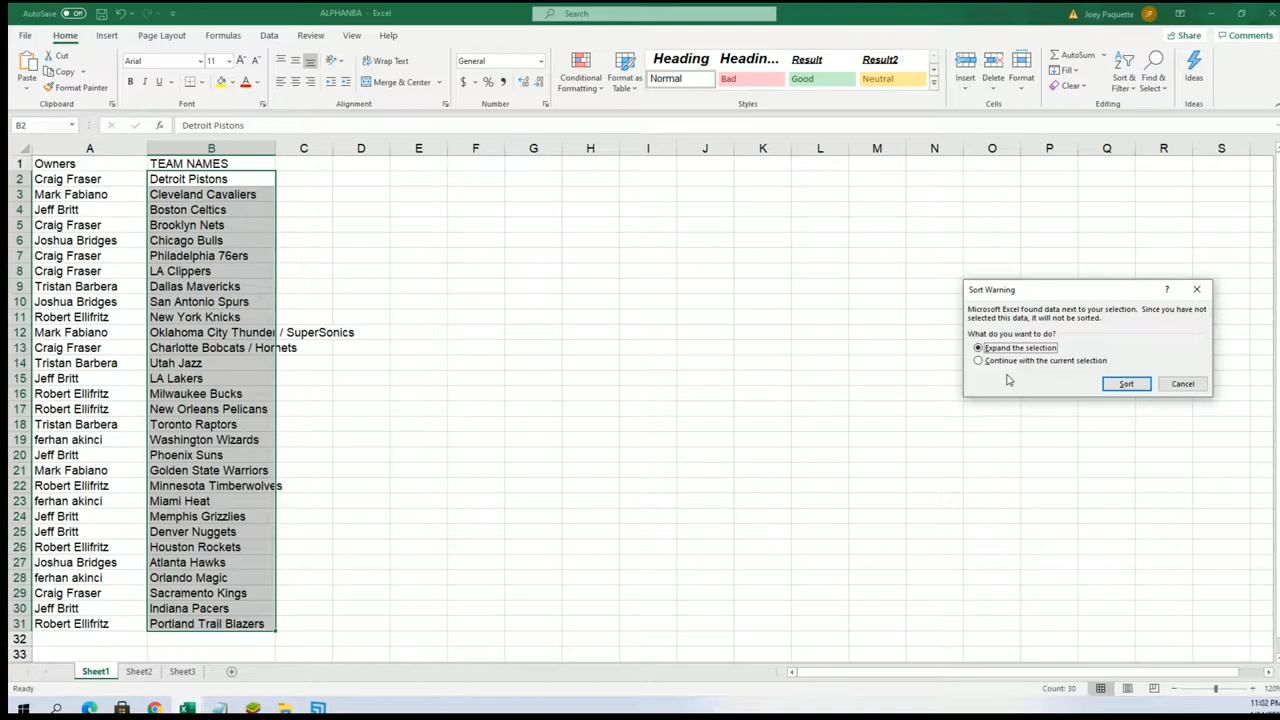 AutoSave Off ALPHANBA - Excel Search Joey Paquette JP
File Home Insert Page Layout Formulas Data Review View Help Share Comments
Paste Cut Copy Format Painter Clipboard
Arial 11 B I U A Font
Wrap Text Merge & Center Alignment
General $ % Number
Conditional Formatting Format as Table
Heading Headin... Result Result2
Normal Bad Good Neutral
Styles
Insert Delete Format Cells
AutoSum Fill Clear Sort & Filter Find & Select Editing
Ideas Ideas
B2 fx Detroit Pistons
A B C D E F G H I J K L M N O P Q R S
1 Owners TEAM NAMES
2 Craig Fraser Detroit Pistons
3 Mark Fabiano Cleveland Cavaliers
4 Jeff Britt Boston Celtics
5 Craig Fraser Brooklyn Nets
6 Joshua Bridges Chicago Bulls
7 Craig Fraser Philadelphia 76ers
8 Craig Fraser LA Clippers
9 Tristan Barbera Dallas Mavericks
10 Joshua Bridges San Antonio Spurs
11 Robert Ellifritz New York Knicks
12 Mark Fabiano Oklahoma City Thunder / SuperSonics
13 Craig Fraser Charlotte Bobcats / Hornets
14 Tristan Barbera Utah Jazz
15 Jeff Britt LA Lakers
16 Robert Ellifritz Milwaukee Bucks
17 Robert Ellifritz New Orleans Pelicans
18 Tristan Barbera Toronto Raptors
19 ferhan akinci Washington Wizards
20 Jeff Britt Phoenix Suns
21 Mark Fabiano Golden State Warriors
22 Robert Ellifritz Minnesota Timberwolves
23 ferhan akinci Miami Heat
24 Jeff Britt Memphis Grizzlies
25 Jeff Britt Denver Nuggets
26 Robert Ellifritz Houston Rockets
27 Joshua Bridges Atlanta Hawks
28 ferhan akinci Orlando Magic
29 Craig Fraser Sacramento Kings
30 Jeff Britt Indiana Pacers
31 Robert Ellifritz Portland Trail Blazers
32
33
Sort Warning ?
Microsoft Excel found data next to your selection. Since you have not
selected this data, it will not be sorted.
What do you want to do?
Expand the selection
Continue with the current selection
Sort Cancel
Sheet1 Sheet2 Sheet3
Ready Count: 30 120%
11:02 PM